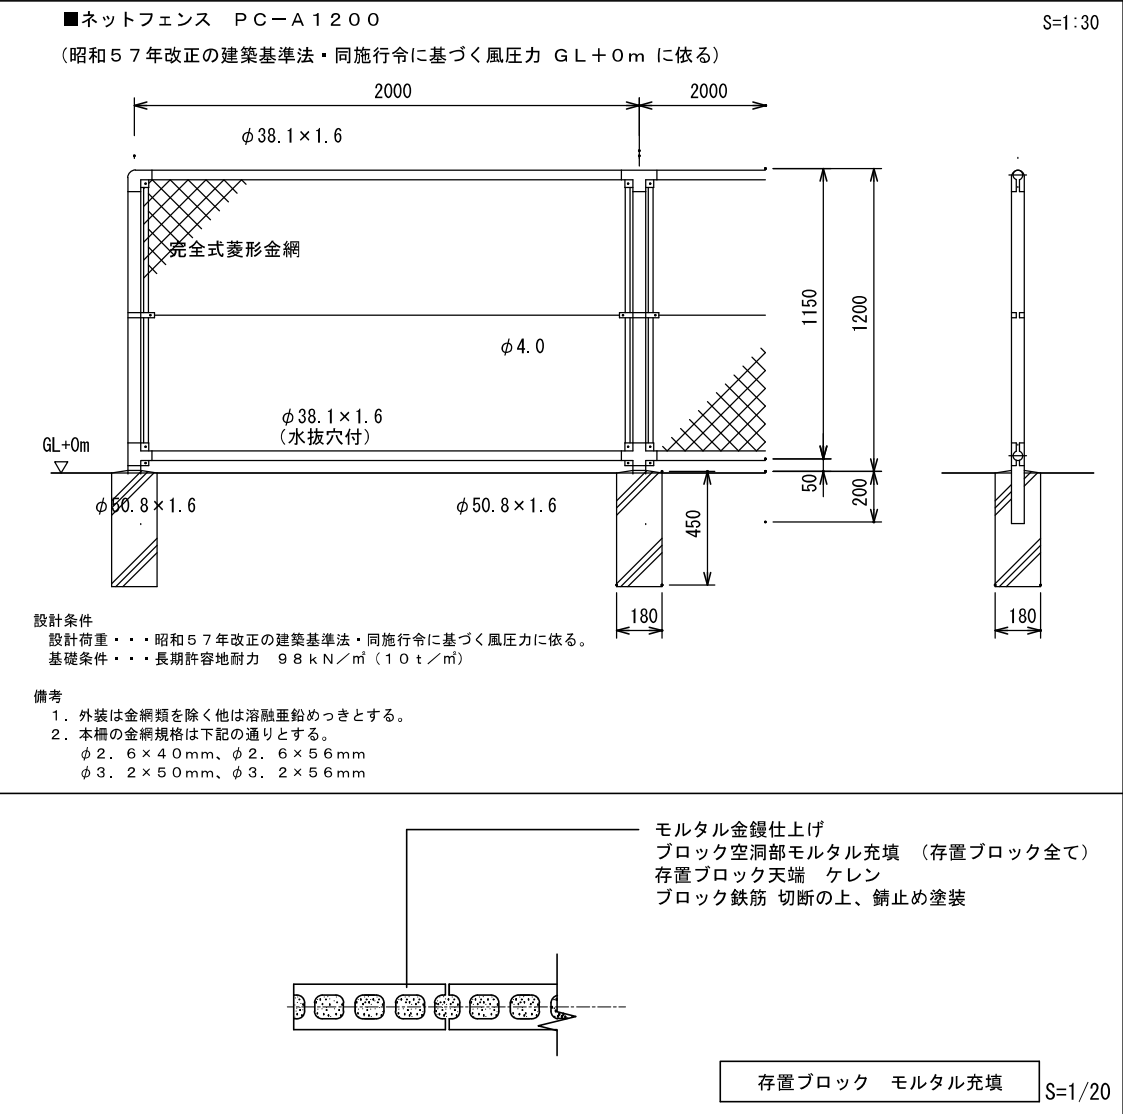 ■ネットフェンス　ＰＣ－Ａ１２００
S=1:30
（昭和５７年改正の建築基準法・同施行令に基づく風圧力 ＧＬ＋０ｍ に依る）
2000
2000
φ38.1×1.6
完全式菱形金網
1150
1200
φ4.0
φ38.1×1.6
（水抜穴付）
GL+0m
φ50.8×1.6
φ50.8×1.6
450
50
200
180
180
設計条件
設計荷重・・・昭和５７年改正の建築基準法・同施行令に基づく風圧力に依る。
基礎条件・・・長期許容地耐力　９８ｋＮ／㎡（１０ｔ／㎡）
備考
１．外装は金網類を除く他は溶融亜鉛めっきとする。
２．本柵の金網規格は下記の通りとする。
φ２．６×４０ｍｍ、φ２．６×５６ｍｍ
φ３．２×５０ｍｍ、φ３．２×５６ｍｍ
モルタル金鏝仕上げ
ブロック空洞部モルタル充填　（存置ブロック全て）
存置ブロック天端　ケレン
ブロック鉄筋 切断の上、錆止め塗装
存置ブロック　モルタル充填
S=1/20